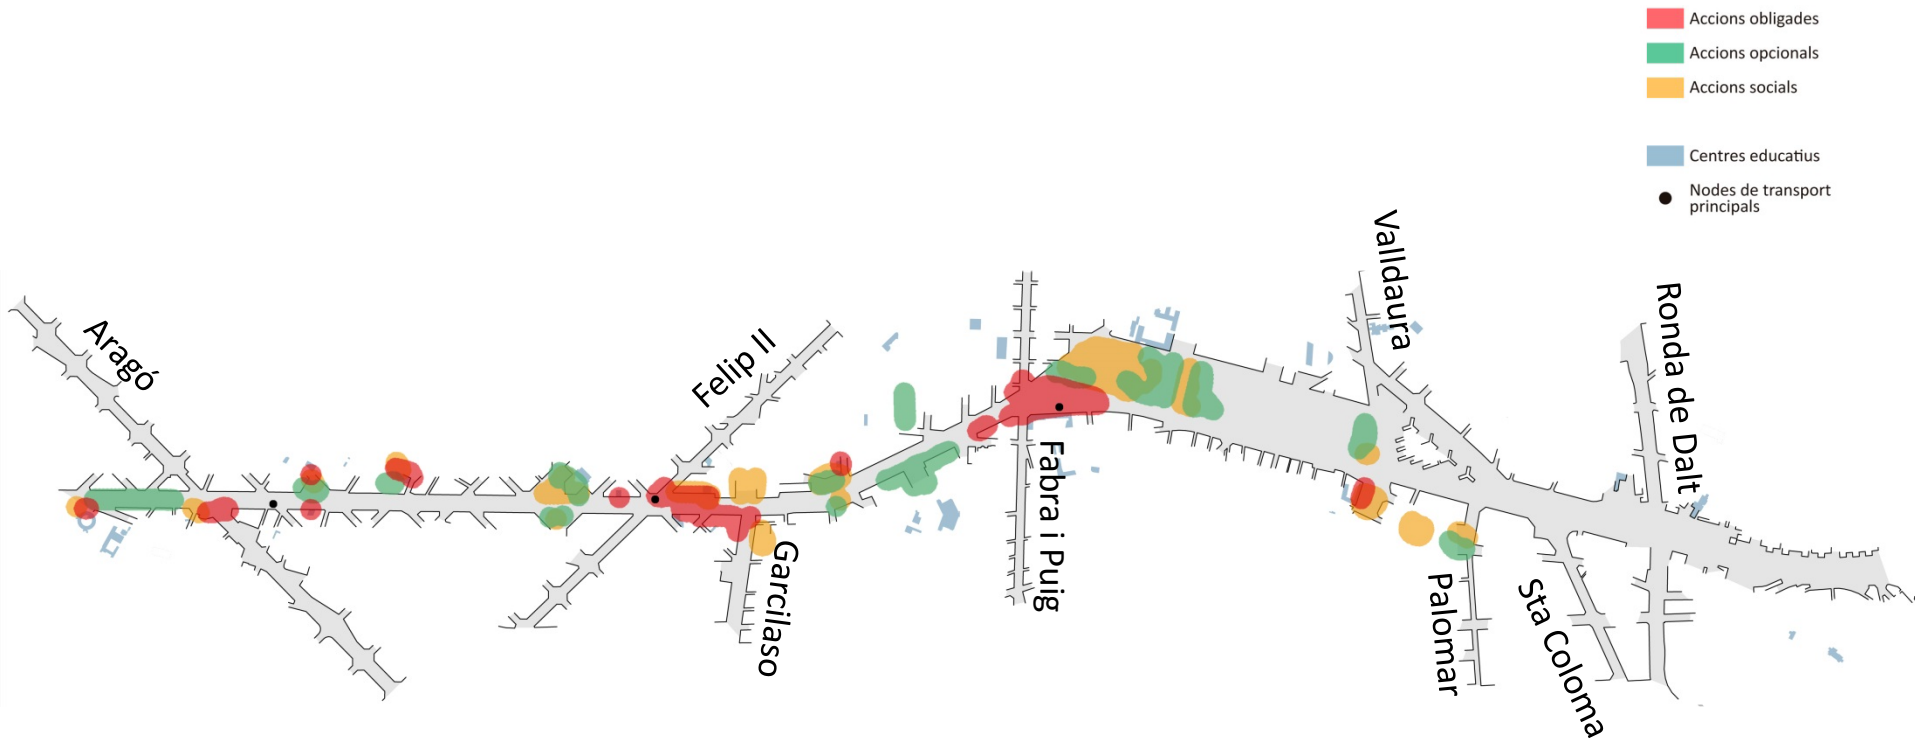 Accions obligades
Accions opcionals
Accions socials
Centres educatius
Nodes de transport
principals
Aragó
Felip II
Garcilaso
Fabra i Puig
Valldaura
Palomar
Sta Coloma
Ronda de Dalt